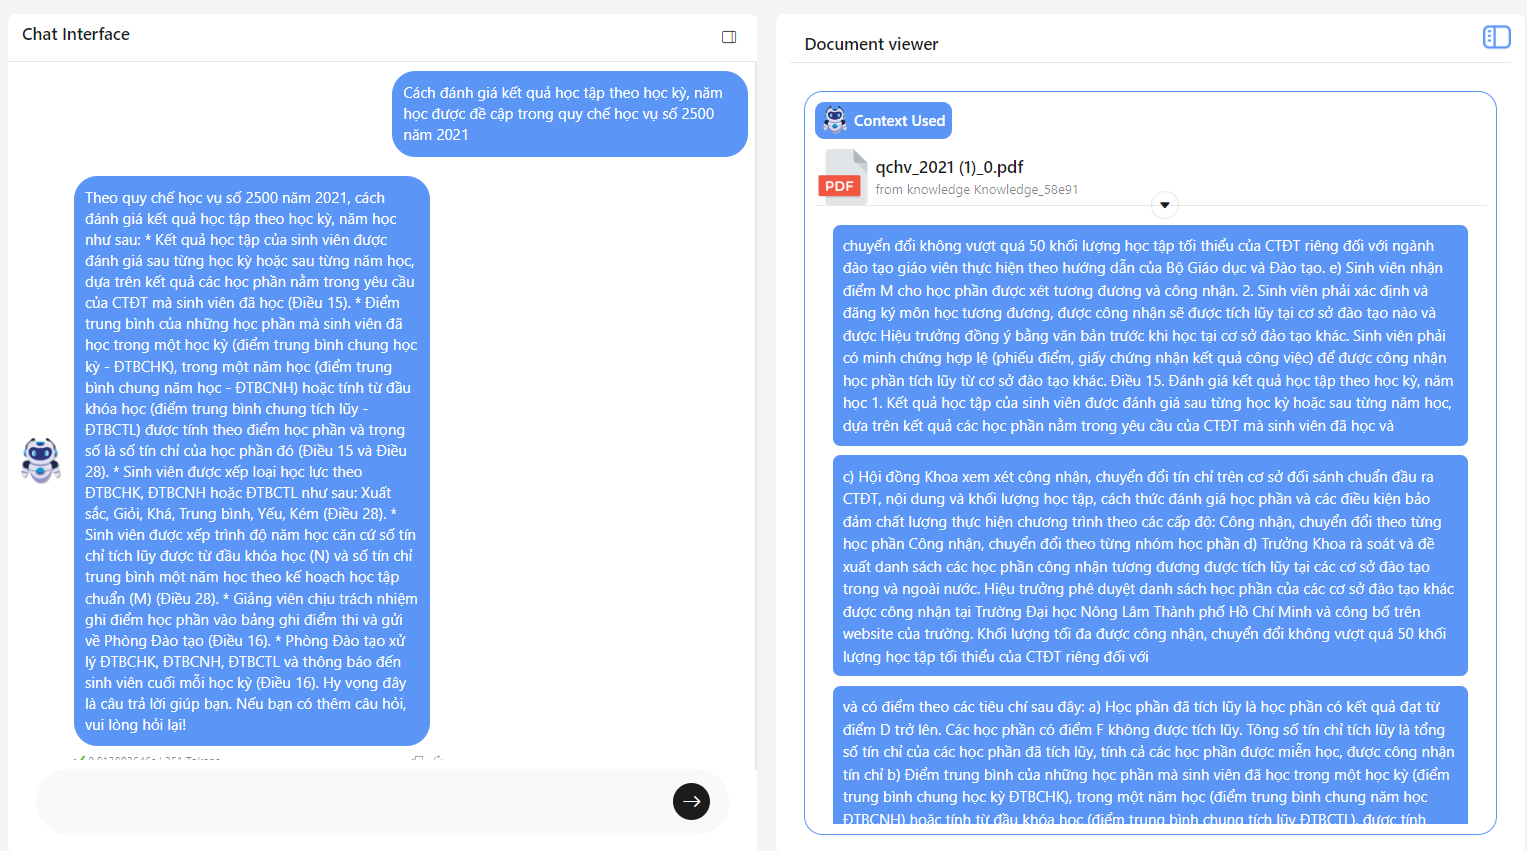 Chat Interface
Cách đánh giá kết quả học tập theo học kỳ, năm
học được đề cập trong quy chế học vụ số 2500
năm 2021
Theo quy chế học vụ số 2500 năm 2021, cách
đánh giá kết quả học tập theo học kỳ, năm học
như sau: * Kết quả học tập của sinh viên được
đánh giá sau từng học kỳ hoặc sau từng năm học,
dựa trên kết quả các học phần nằm trong yêu cầu
của CTĐT mà sinh viên đã học (Điều 15). * Điểm
trung bình của những học phần mà sinh viên đã
học trong một học kỳ (điểm trung bình chung học
kỳ - ĐTBCHK), trong một năm học (điểm trung
bình chung năm học - ĐTBCNH) hoặc tính từ đầu
khóa học (điểm trung bình chung tích lũy -
ĐTBCTL) được tính theo điểm học phần và trọng
số là số tín chỉ của học phần đó (Điều 15 và Điều
28). * Sinh viên được xếp loại học lực theo
ĐTBCHK, ĐTBCNH hoặc ĐTBCTL như sau: Xuất
sắc, Giỏi, Khá, Trung bình, Yếu, Kém (Điều 28). *
Sinh viên được xếp trình độ năm học căn cứ số tín
chỉ tích lũy được từ đầu khóa học (N) và số tín chỉ
trung bình một năm học theo kế hoạch học tập
chuẩn (M) (Điều 28). * Giảng viên chịu trách nhiệm
ghi điểm học phần vào bảng ghi điểm thi và gửi
về Phòng Đào tạo (Điều 16). * Phòng Đào tạo xử
lý ĐTBCHK, ĐTBCNH, ĐTBCTL và thông báo đến
sinh viên cuối mỗi học kỳ (Điều 16). Hy vọng đây
là câu trả lời giúp bạn. Nếu bạn có thêm câu hỏi,
vui lòng hỏi lại!
Document viewer
Context Used
PDF
qchv_2021 (1)_0.pdf
from knowledge Knowledge_58e91
chuyển đổi không vượt quá 50 khối lượng học tập tối thiểu của CTĐT riêng đối với ngành
đào tạo giáo viên thực hiện theo hướng dẫn của Bộ Giáo dục và Đào tạo. e) Sinh viên nhận
điểm M cho học phần được xét tương đương và công nhận. 2. Sinh viên phải xác định và
đăng ký môn học tương đương, được công nhận sẽ được tích lũy tại cơ sở đào tạo nào và
được Hiệu trưởng đồng ý bằng văn bản trước khi học tại cơ sở đảo tạo khác. Sinh viên phải
có minh chứng hợp lệ (phiếu điểm, giấy chứng nhận kết quả công việc) để được công nhận
học phần tích lũy từ cơ sở đào tạo khác. Điều 15. Đánh giá kết quả học tập theo học kỳ, năm
học 1. Kết quả học tập của sinh viên được đánh giá sau từng học kỳ hoặc sau từng năm học,
dựa trên kết quả các học phần nằm trong yêu cầu của CTĐT mà sinh viên đã học và
c) Hội đồng Khoa xem xét công nhận, chuyển đổi tín chỉ trên cơ sở đối sánh chuẩn đầu ra
CTĐT, nội dung và khối lượng học tập, cách thức đánh giá học phần và các điều kiện bảo
đảm chất lượng thực hiện chương trình theo các cấp độ: Công nhận, chuyển đổi theo từng
học phần Công nhận, chuyển đổi theo từng nhóm học phần d) Trưởng Khoa rà soát và đề
xuất danh sách các học phần công nhận tương đương được tích lũy tại các cơ sở đào tạo
trong và ngoài nước. Hiệu trưởng phê duyệt danh sách học phần của các cơ sở đào tạo khác
được công nhận tại Trường Đại học Nông Lâm Thành phố Hồ Chí Minh và công bố trên
website của trường. Khối lượng tối đa được công nhận, chuyển đổi không vượt quá 50 khối
lượng học tập tối thiểu của CTĐT riêng đối với
và có điểm theo các tiêu chí sau đây: a) Học phần đã tích lũy là học phần có kết quả đạt từ
điểm D trở lên. Các học phần có điểm F không được tích lũy. Tông số tín chỉ tích lũy là tổng
số tín chỉ của các học phần đã tích lũy, tính cả các học phần được miễn học, được công nhận
tín chỉ b) Điểm trung bình của những học phần mà sinh viên đã học trong một học kỳ (điểm
trung bình chung học kỳ ĐTBCHK), trong một năm học (điểm trung bình chung năm học
ĐTBCNH) hoặc tính từ đầu khóa học (điểm trung bình chung tích lũy ĐTBCTL), được tính